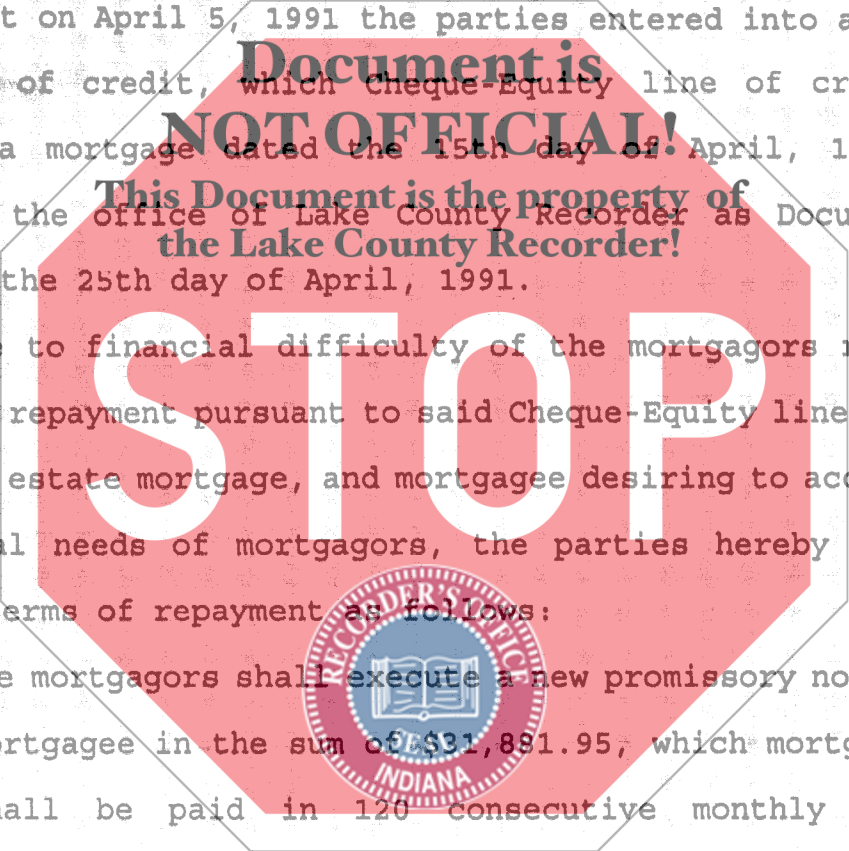 t on April 5, 1991 the parties entered into a
Document is
of credit, which Cheque-Equity line of cr
NOT OFFICIAL!
a mortgage dated the 15th day of April, 1
This Document is the property of
the office of Lake County Recorder as Docu
the Lake County Recorder!
the 25th day of April, 1991.
STOP
to financial difficulty of the mortgagors
repayment pursuant to said Cheque-Equity line
estate mortgage, and mortgagee desiring to acc
al needs of mortgagors, the parties hereby
erms of repayment as follows:
RECORDER'S OFFICE
e mortgagors shall execute a new promissory no
ortgagee in the sum of $31,881.95, which mortg
INDIANA
all be paid in 120 consecutive monthly